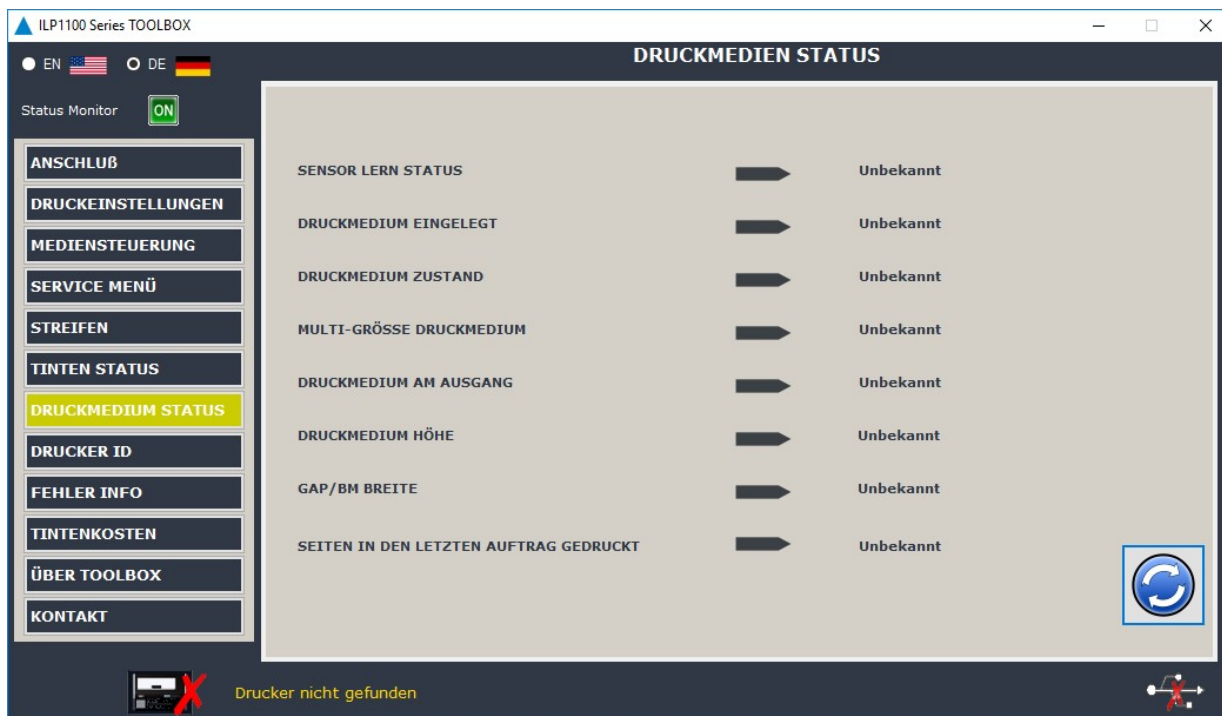 ILP1100 Series TOOLBOX
EN DE
DRUCKMEDIEN STATUS
Status Monitor ON
ANSCHLUß
DRUCKEINSTELLUNGEN
MEDIENSTEUERUNG
SERVICE MENÜ
STREIFEN
TINTEN STATUS
DRUCKMEDIUM STATUS
DRUCKER ID
FEHLER INFO
TINTENKOSTEN
ÜBER TOOLBOX
KONTAKT
SENSOR LERN STATUS Unbekannt
DRUCKMEDIUM EINGELEGT Unbekannt
DRUCKMEDIUM ZUSTAND Unbekannt
MULTI-GRÖSSE DRUCKMEDIUM Unbekannt
DRUCKMEDIUM AM AUSGANG Unbekannt
DRUCKMEDIUM HÖHE Unbekannt
GAP/BM BREITE Unbekannt
SEITEN IN DEN LETZTEN AUFTRAG GEDRUCKT Unbekannt
Drucker nicht gefunden